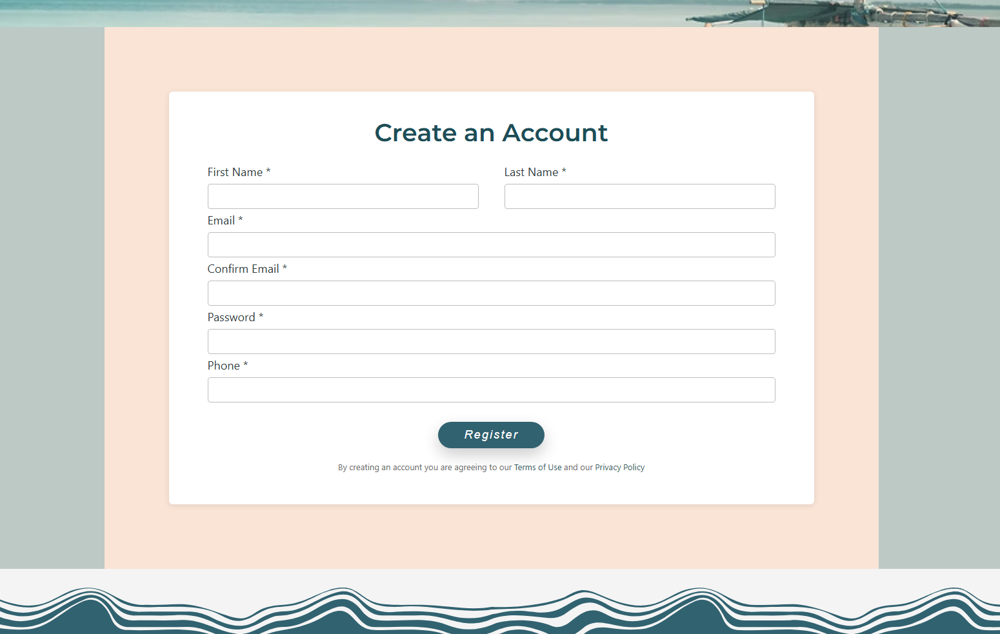 Create an Account
First Name * Last Name *
Email *
Confirm Email *
Password *
Phone *
Register
By creating an account you are agreeing to our Terms of Use and our Privacy Policy